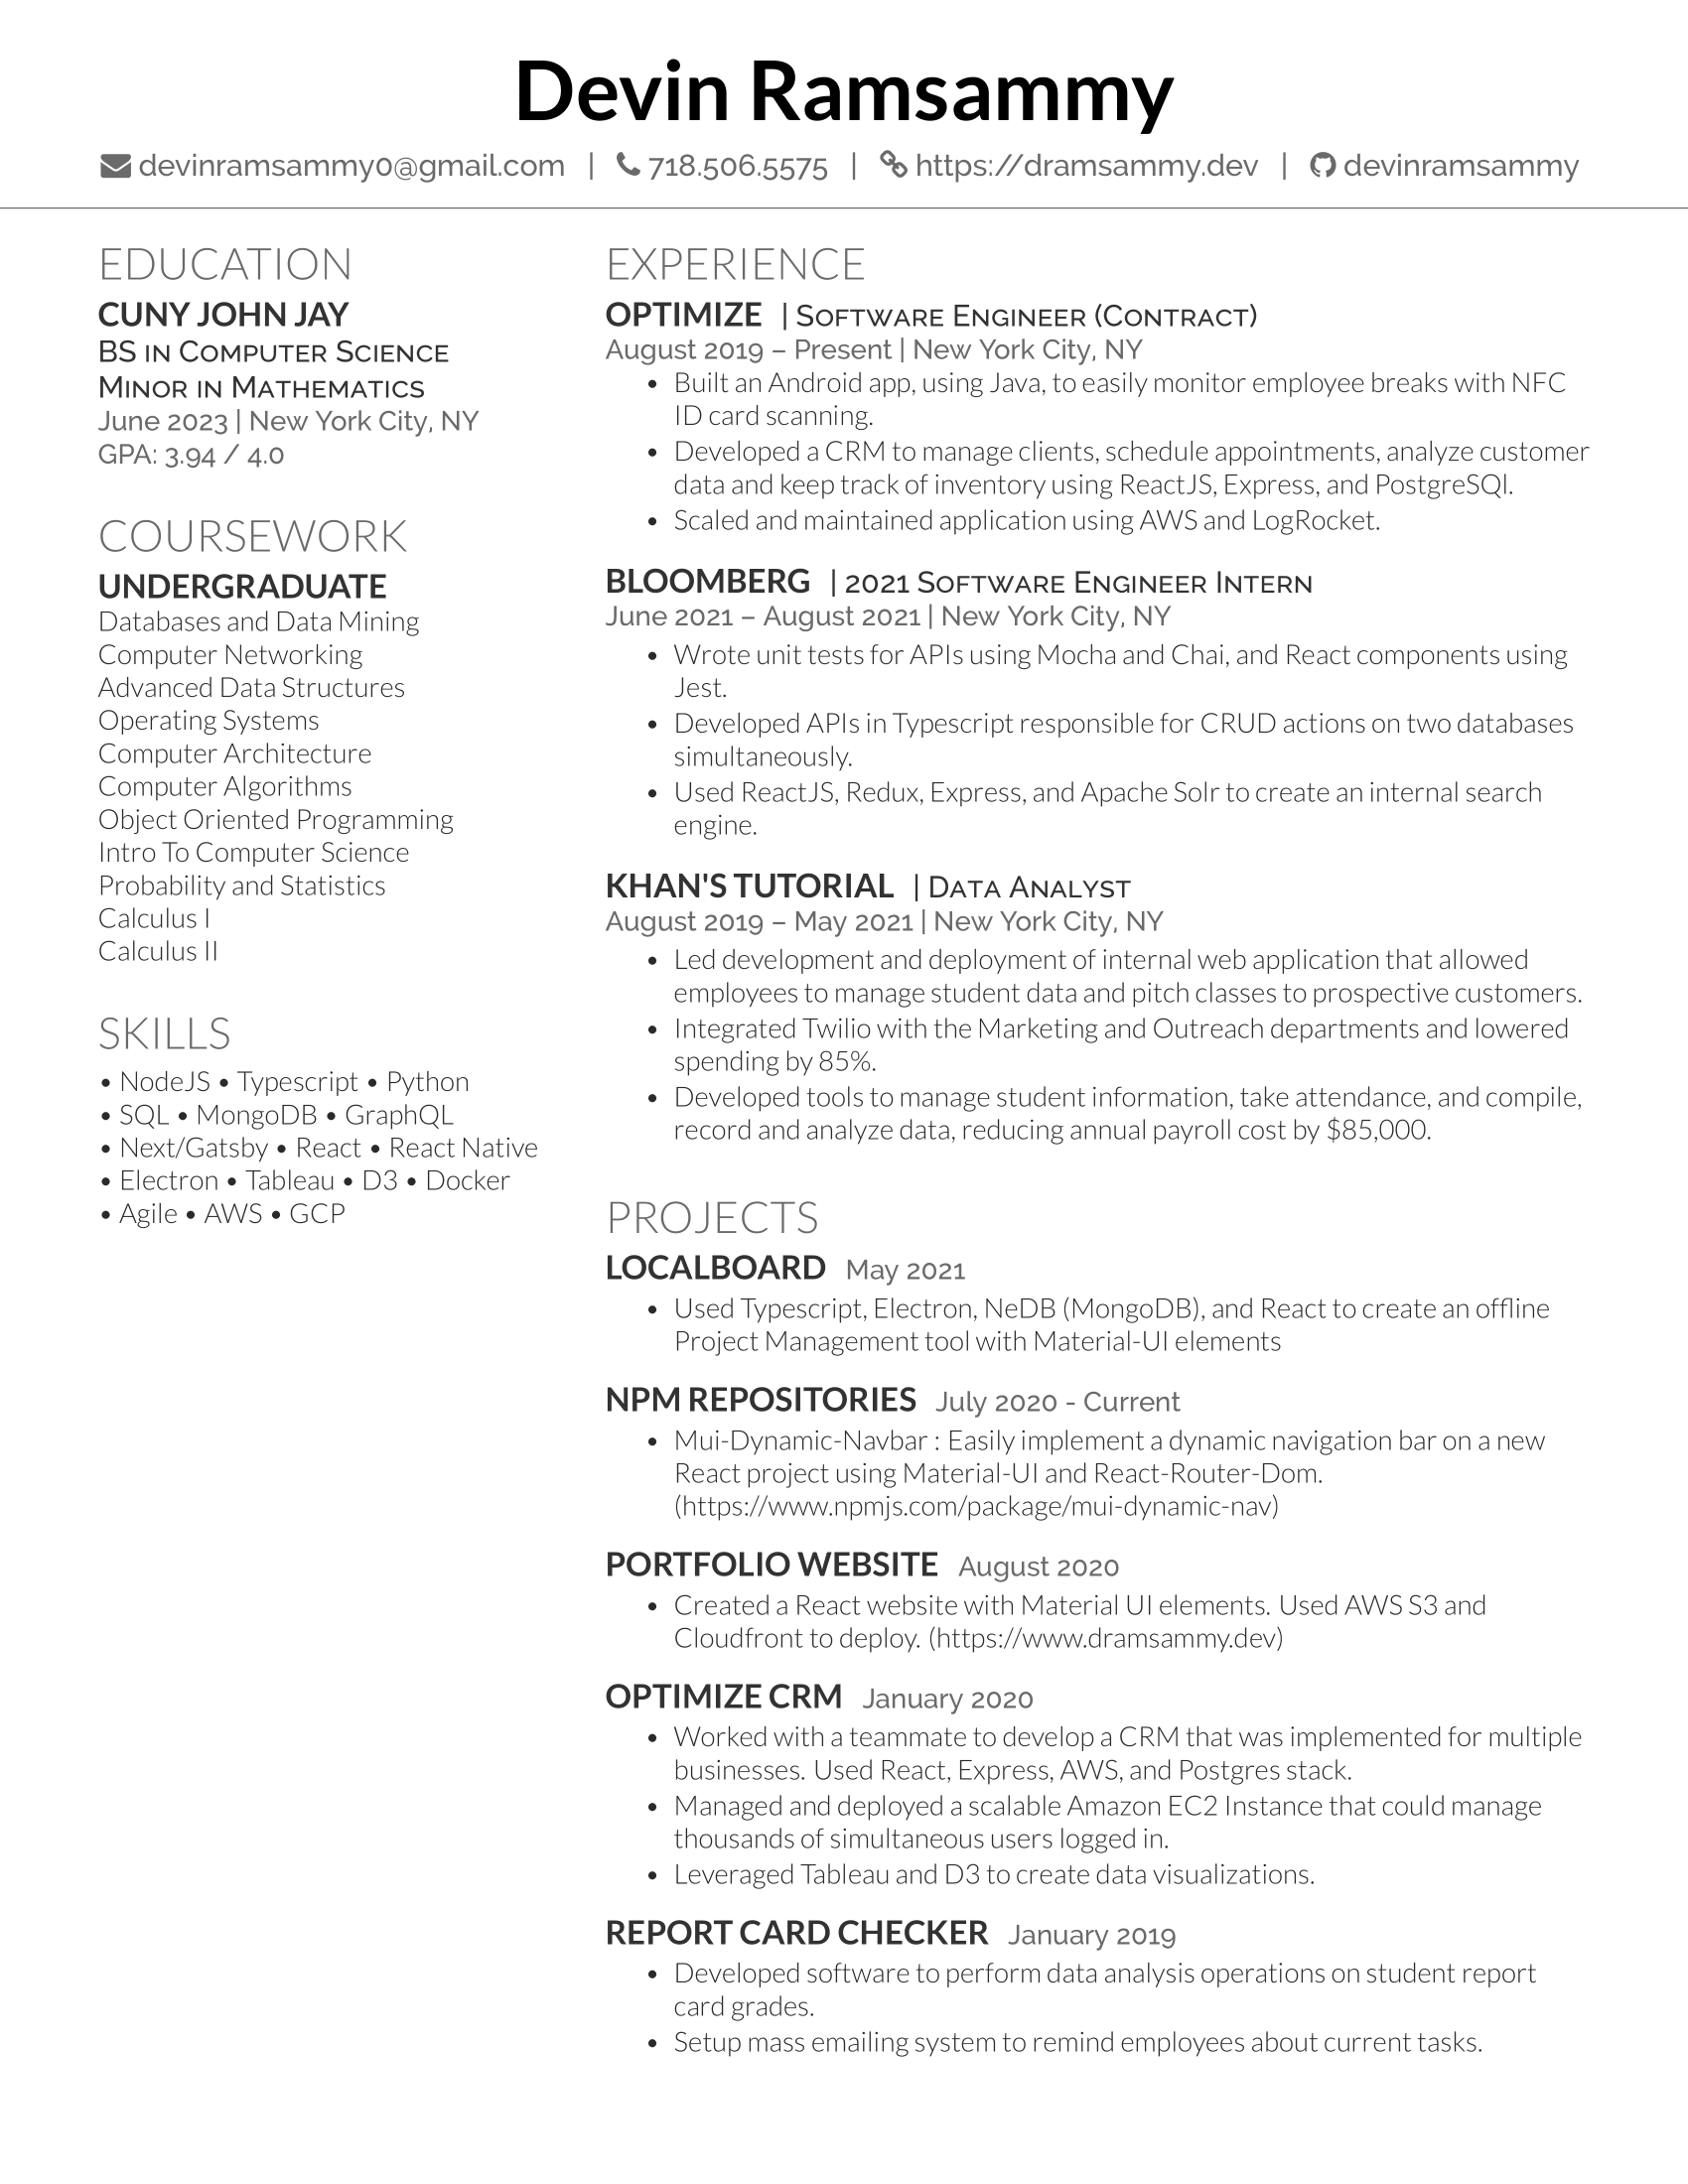 Devin Ramsammy
devinramsammy0@gmail.com | 718.506.5575 | https://dramsammy.dev | devinramsammy
EDUCATION
CUNY JOHN JAY
BS in Computer Science
Minor in Mathematics
June 2023 | New York City, NY
GPA: 3.94 / 4.0
COURSEWORK
UNDERGRADUATE
Databases and Data Mining
Computer Networking
Advanced Data Structures
Operating Systems
Computer Architecture
Computer Algorithms
Object Oriented Programming
Intro To Computer Science
Probability and Statistics
Calculus I
Calculus II
SKILLS
• NodeJS • Typescript • Python
• SQL • MongoDB • GraphQL
• Next/Gatsby • React • React Native
• Electron • Tableau • D3 • Docker
• Agile • AWS • GCP
EXPERIENCE
OPTIMIZE | Software Engineer (Contract)
August 2019 – Present | New York City, NY
• Built an Android app, using Java, to easily monitor employee breaks with NFC
ID card scanning.
• Developed a CRM to manage clients, schedule appointments, analyze customer
data and keep track of inventory using ReactJS, Express, and PostgreSQl.
• Scaled and maintained application using AWS and LogRocket.
BLOOMBERG | 2021 Software Engineer Intern
June 2021 – August 2021 | New York City, NY
• Wrote unit tests for APIs using Mocha and Chai, and React components using
Jest.
• Developed APIs in Typescript responsible for CRUD actions on two databases
simultaneously.
• Used ReactJS, Redux, Express, and Apache Solr to create an internal search
engine.
KHAN'S TUTORIAL | Data Analyst
August 2019 – May 2021 | New York City, NY
• Led development and deployment of internal web application that allowed
employees to manage student data and pitch classes to prospective customers.
• Integrated Twilio with the Marketing and Outreach departments and lowered
spending by 85%.
• Developed tools to manage student information, take attendance, and compile,
record and analyze data, reducing annual payroll cost by $85,000.
PROJECTS
LOCALBOARD May 2021
• Used Typescript, Electron, NeDB (MongoDB), and React to create an offline
Project Management tool with Material-UI elements
NPM REPOSITORIES July 2020 - Current
• Mui-Dynamic-Navbar : Easily implement a dynamic navigation bar on a new
React project using Material-UI and React-Router-Dom.
(https://www.npmjs.com/package/mui-dynamic-nav)
PORTFOLIO WEBSITE August 2020
• Created a React website with Material UI elements. Used AWS S3 and
Cloudfront to deploy. (https://www.dramsammy.dev)
OPTIMIZE CRM January 2020
• Worked with a teammate to develop a CRM that was implemented for multiple
businesses. Used React, Express, AWS, and Postgres stack.
• Managed and deployed a scalable Amazon EC2 Instance that could manage
thousands of simultaneous users logged in.
• Leveraged Tableau and D3 to create data visualizations.
REPORT CARD CHECKER January 2019
• Developed software to perform data analysis operations on student report
card grades.
• Setup mass emailing system to remind employees about current tasks.